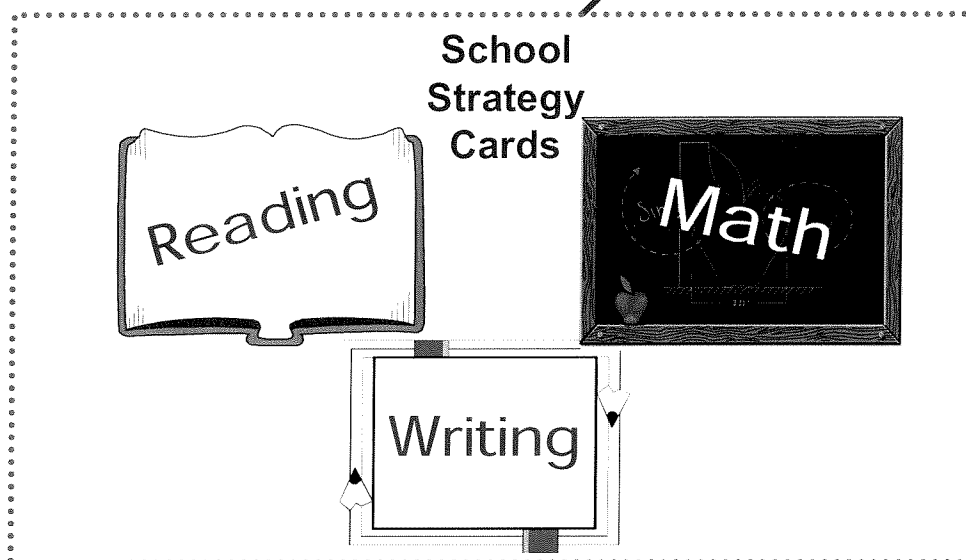 School
Strategy
Cards
Reading
Math
Writing